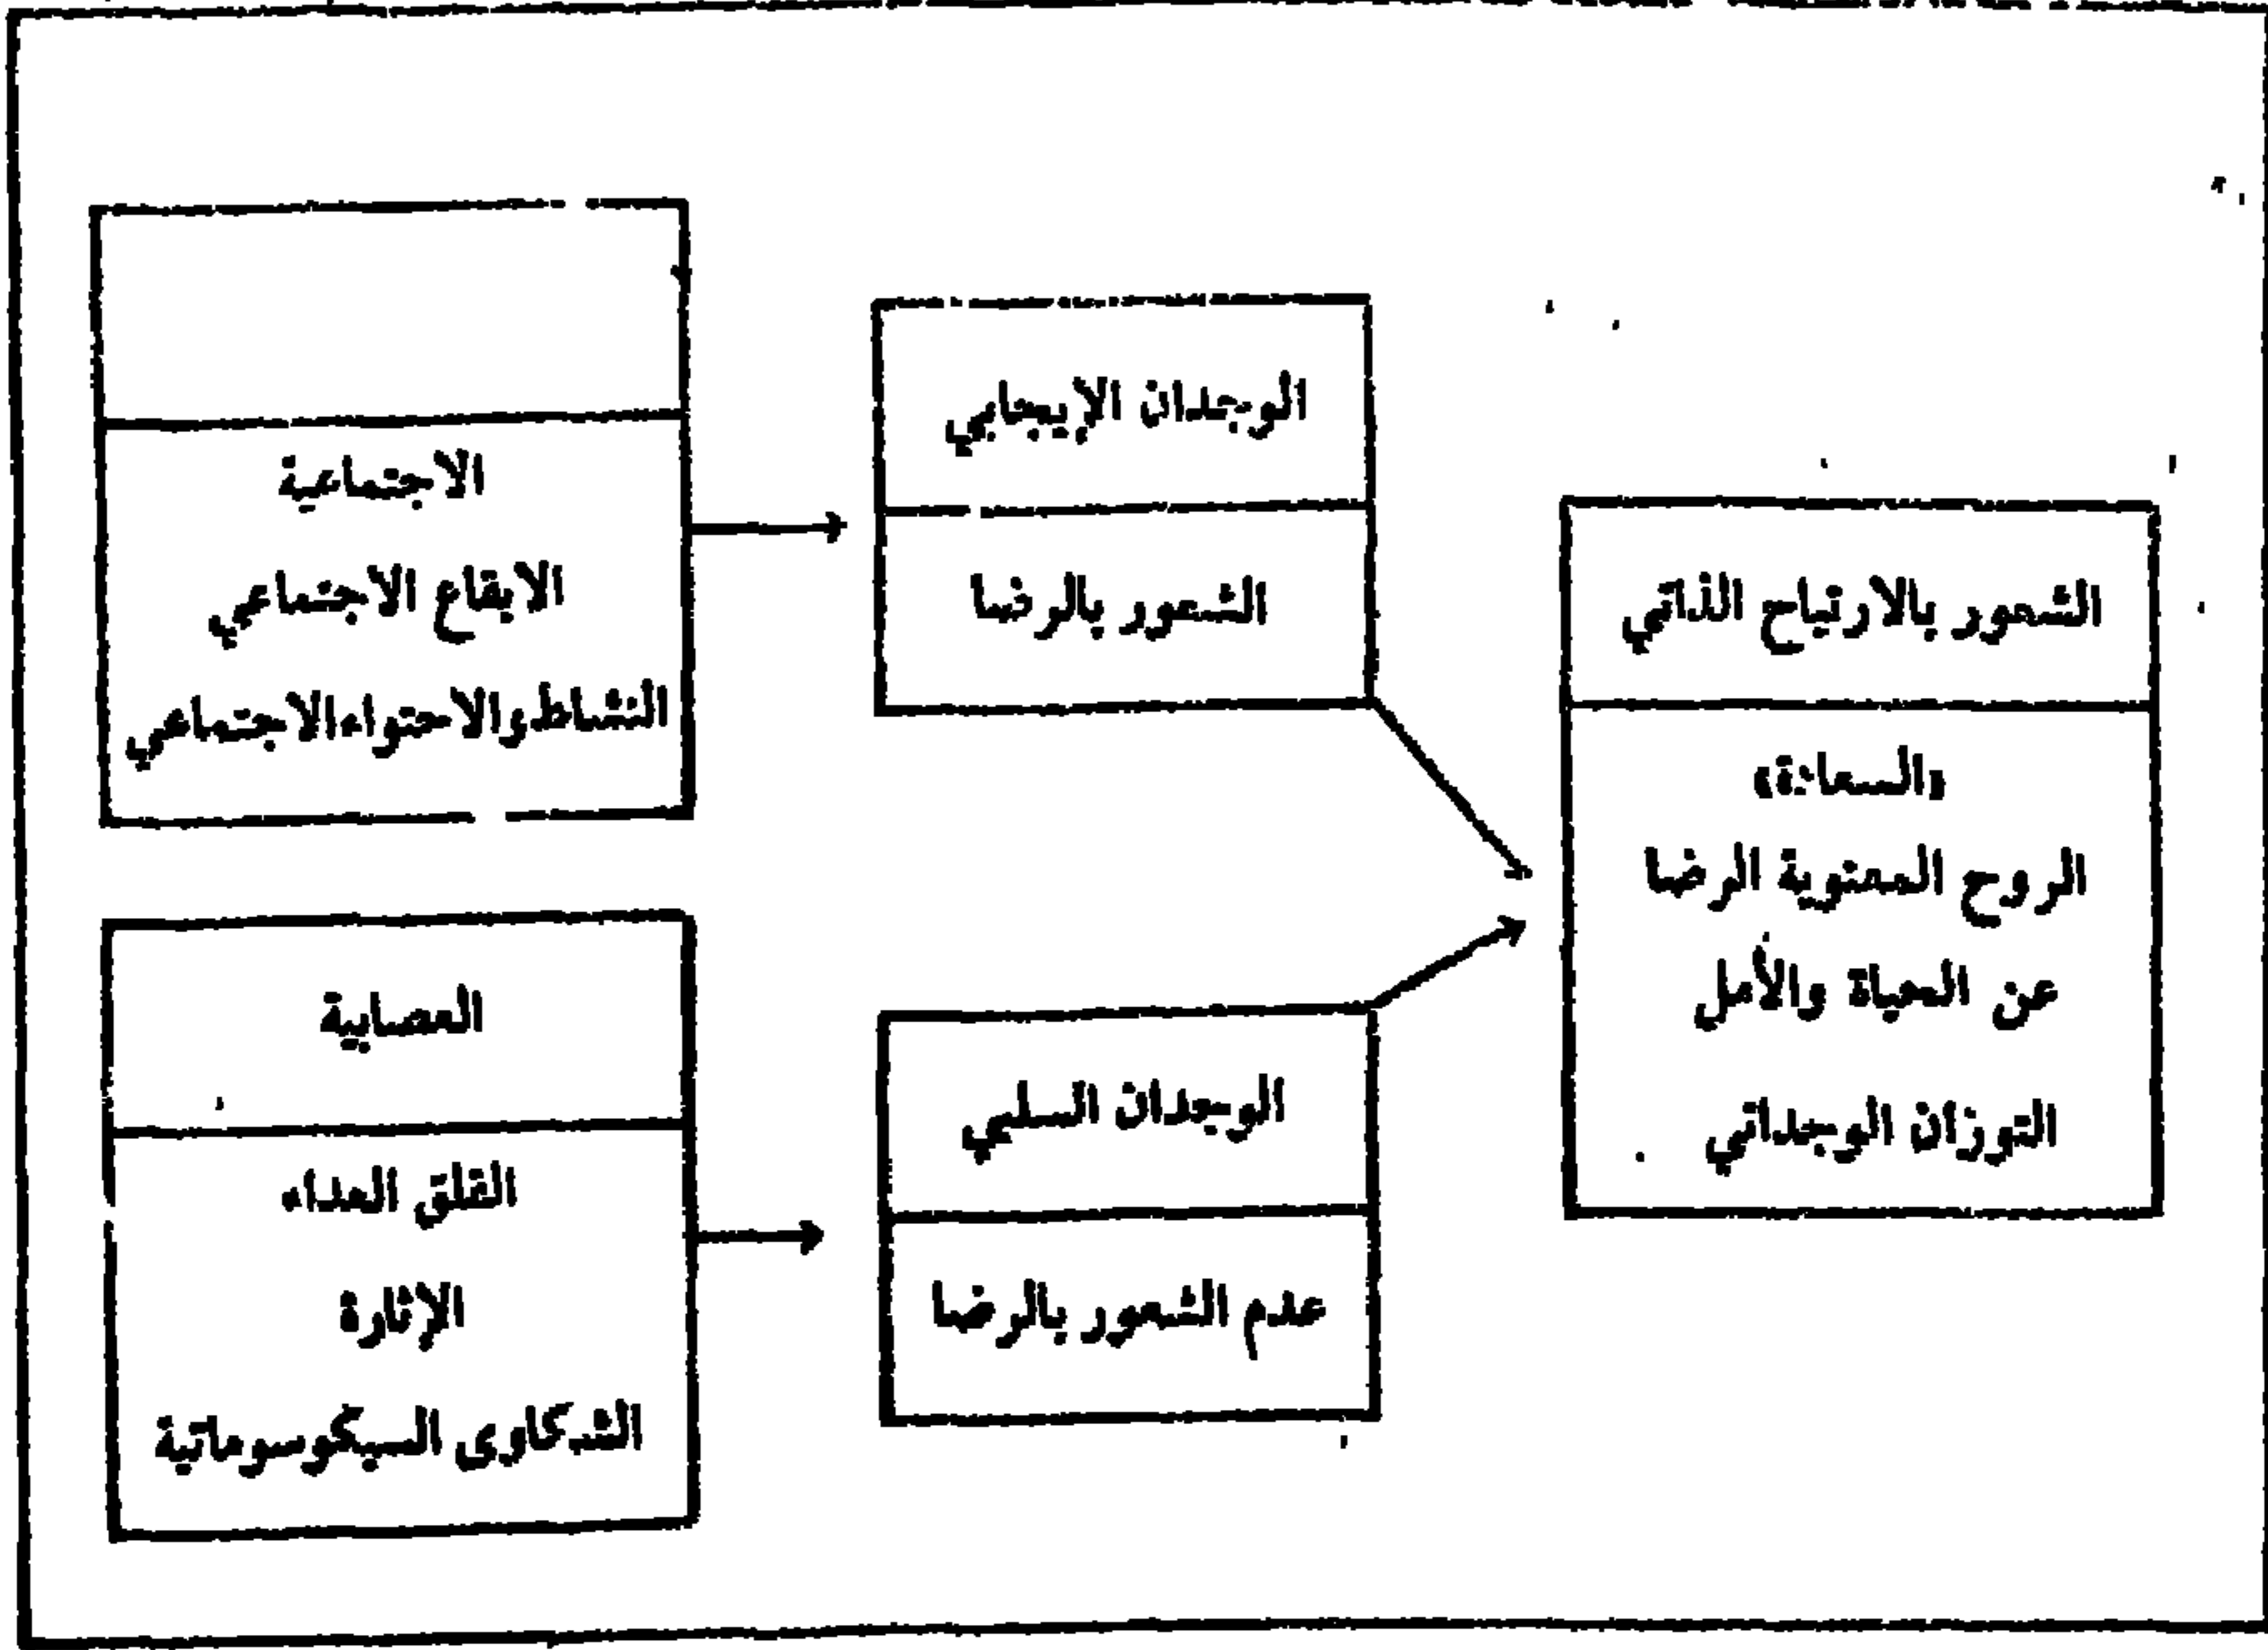 الاجتماعية
الايقاع الاجتماعي
النشاط والاحتواء الاجتماعي
الوجدان الإيجابي
الشعور بالرضا
الشعور بالارتياح الذاتي
«السعادة»
الروح المعنوية الرضا
عن الحياة والأمل
التوزان الوجداني
العصابية
القلق العداء
الإثارة
الشكاوى السيكوسوماتية
الوجدان السلبي
عدم الشعور بالرضا